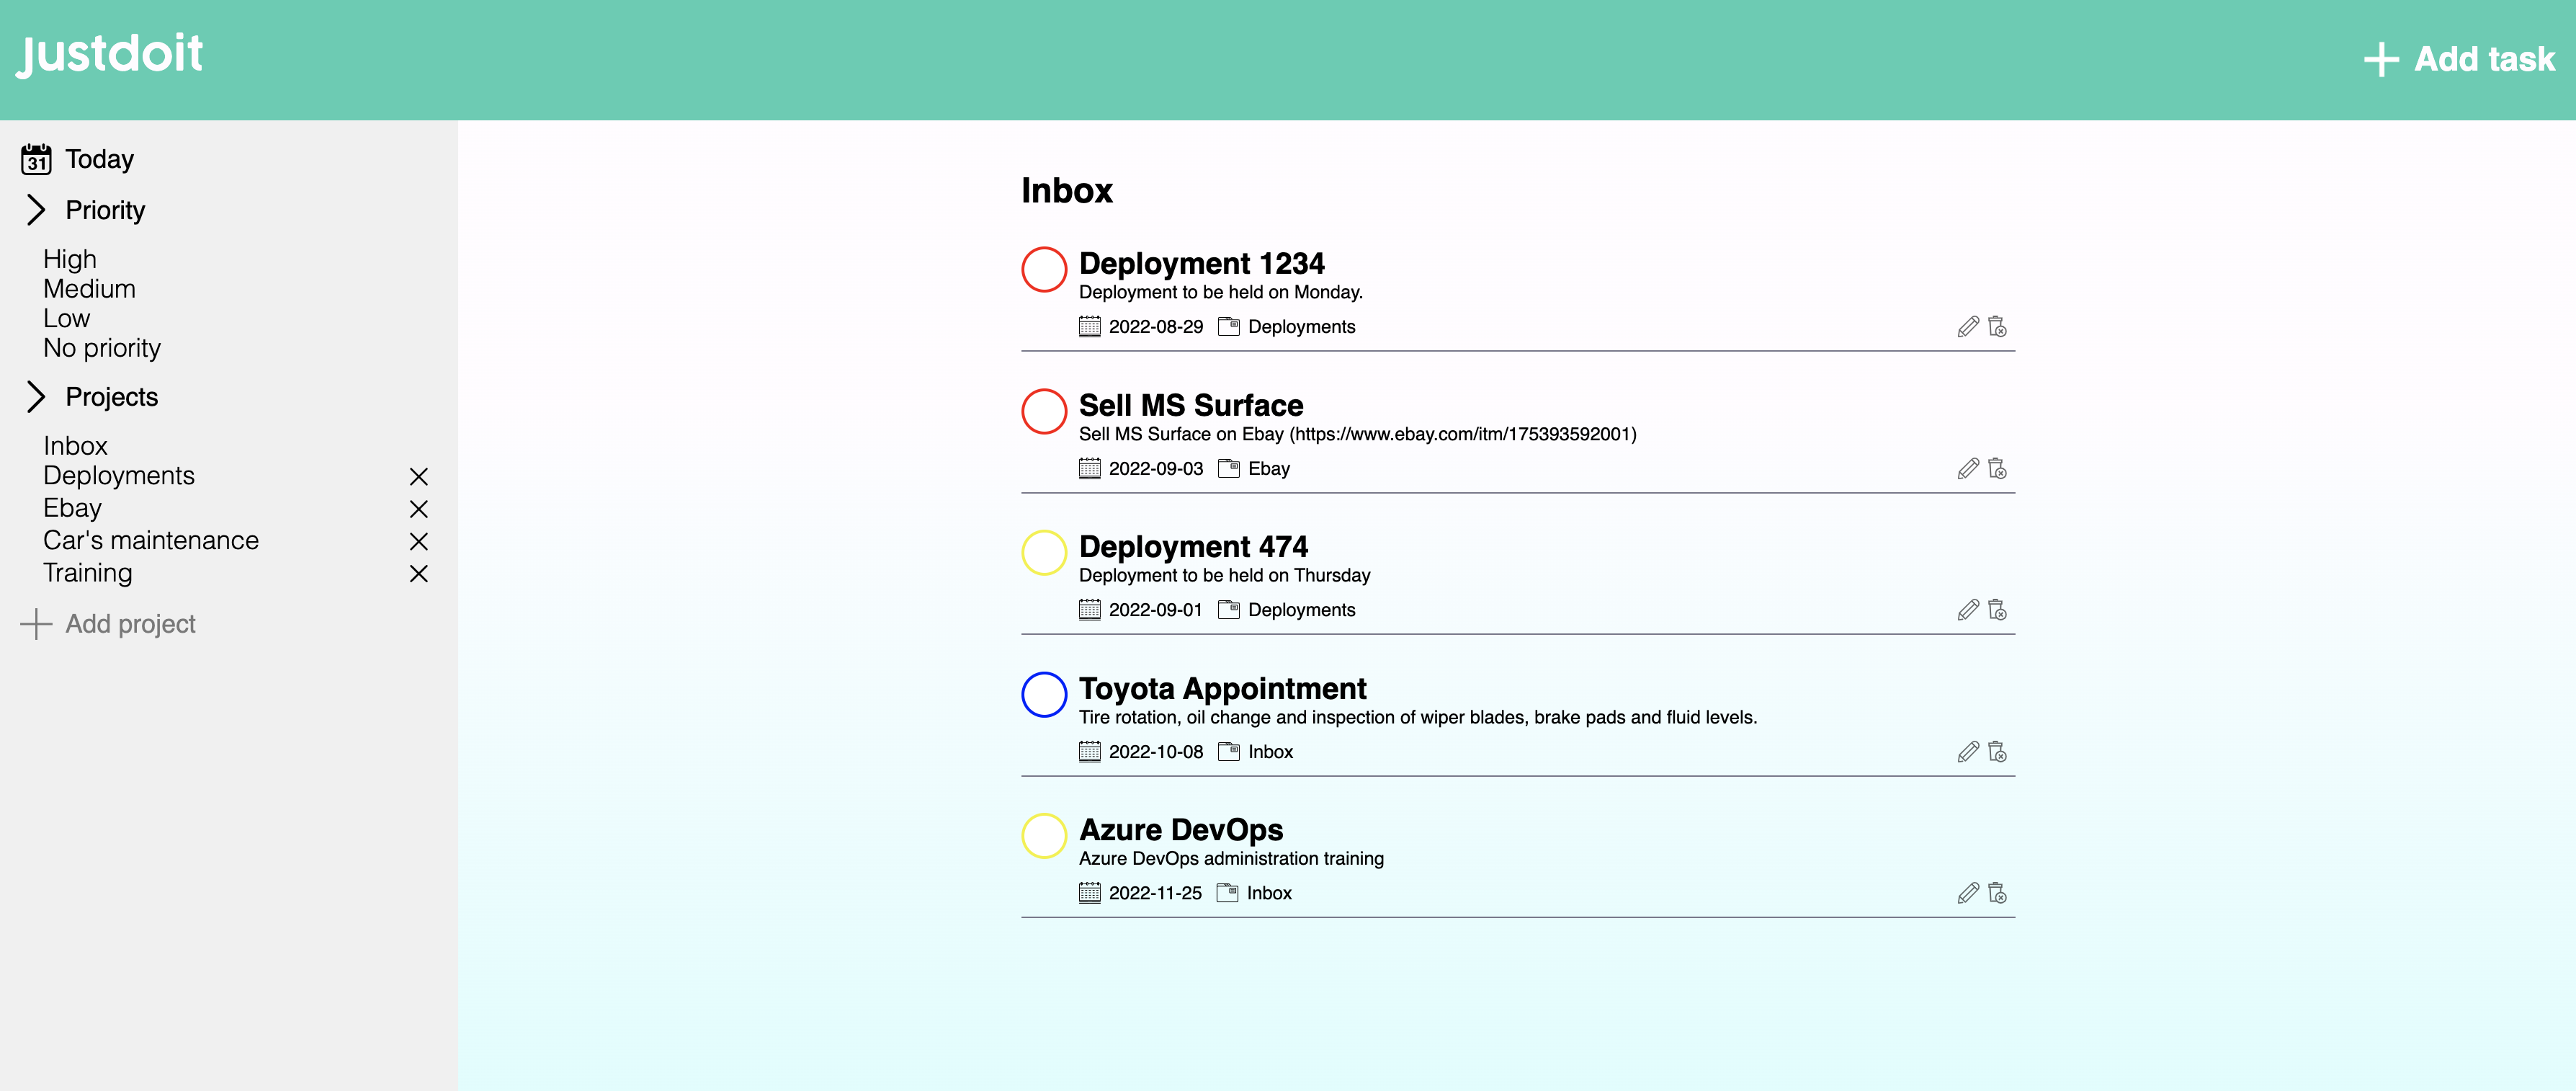 Justdoit
Add task
31 Today
Priority
High
Medium
Low
No priority
Projects
Inbox
Deployments
Ebay
Car's maintenance
Training
Add project
Inbox
Deployment 1234
Deployment to be held on Monday.
2022-08-29 Deployments
Sell MS Surface
Sell MS Surface on Ebay (https://www.ebay.com/itm/175393592001)
2022-09-03 Ebay
Deployment 474
Deployment to be held on Thursday
2022-09-01 Deployments
Toyota Appointment
Tire rotation, oil change and inspection of wiper blades, brake pads and fluid levels.
2022-10-08 Inbox
Azure DevOps
Azure DevOps administration training
2022-11-25 Inbox